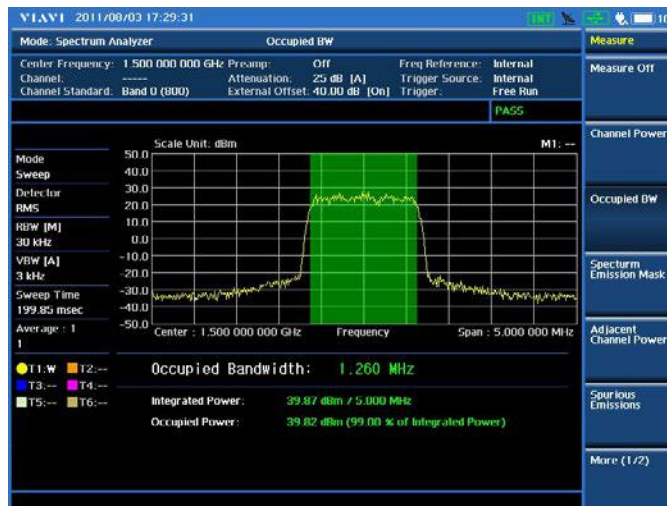 VIAVI 2011/08/03 17:29:31 INT
Mode: Spectrum Analyzer Occupied BW
Center Frequency: 1.500 000 000 GHz Preamp: Off Freq Reference: Internal
Channel: ----- Attenuation: 25 dB [A] Trigger Source: Internal
Channel Standard: Band 0 (800) External Offset: 40.00 dB [On] Trigger: Free Run
PASS
Scale Unit: dBm M1: --
Mode
Sweep
Detector
RMS
RBW [M]
30 kHz
VBW [A]
3 kHz
Sweep Time
199.85 msec
Average : 1
1
50.0
40.0
30.0
20.0
10.0
0.0
-10.0
-20.0
-30.0
-40.0
-50.0
Center : 1.500 000 000 GHz Frequency Span : 5.000 000 MHz
T1:W T2:--
T3:-- T4:--
T5:-- T6:--
Occupied Bandwidth: 1.260 MHz
Integrated Power: 39.87 dBm / 5.000 MHz
Occupied Power: 39.82 dBm (99.00 % of Integrated Power)
Measure
Measure Off
Channel Power
Occupied BW
Specturm
Emission Mask
Adjacent
Channel Power
Spurious
Emissions
More (1/2)